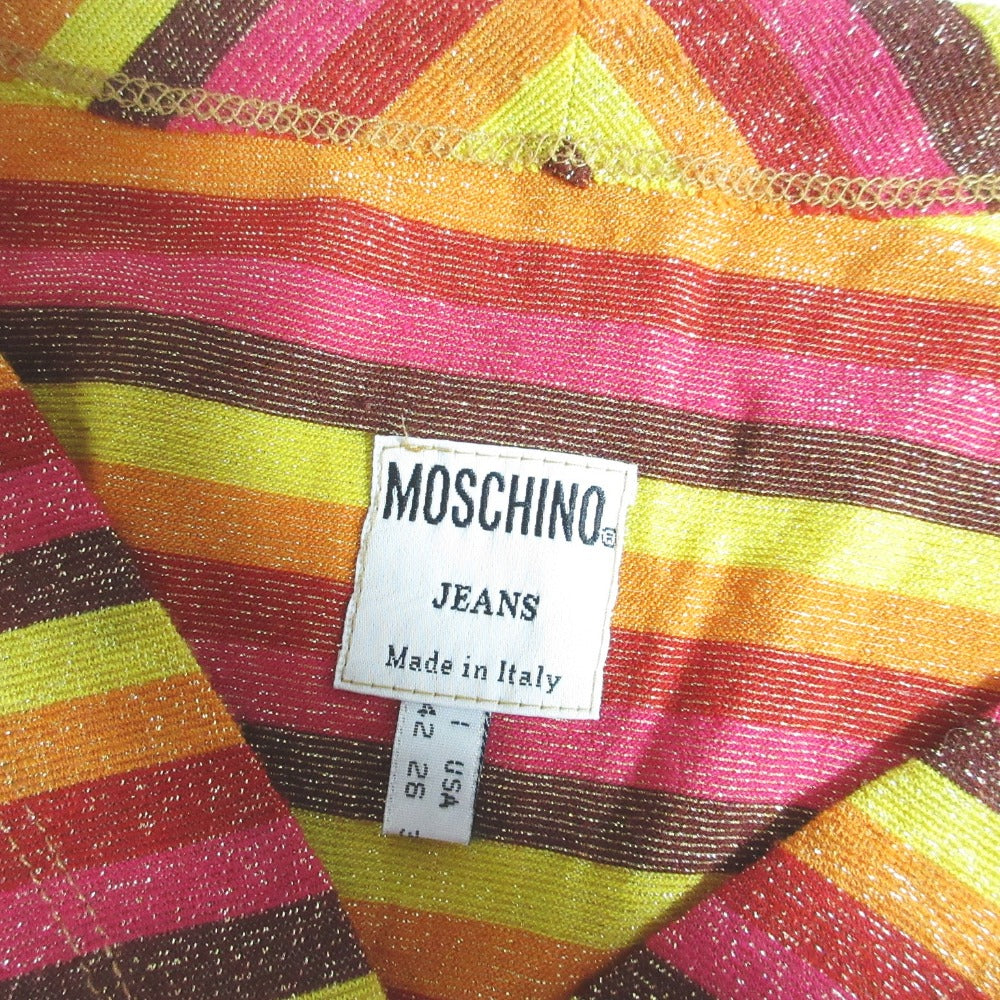 MOSCHINO®
JEANS
Made in Italy
I USA
42 26